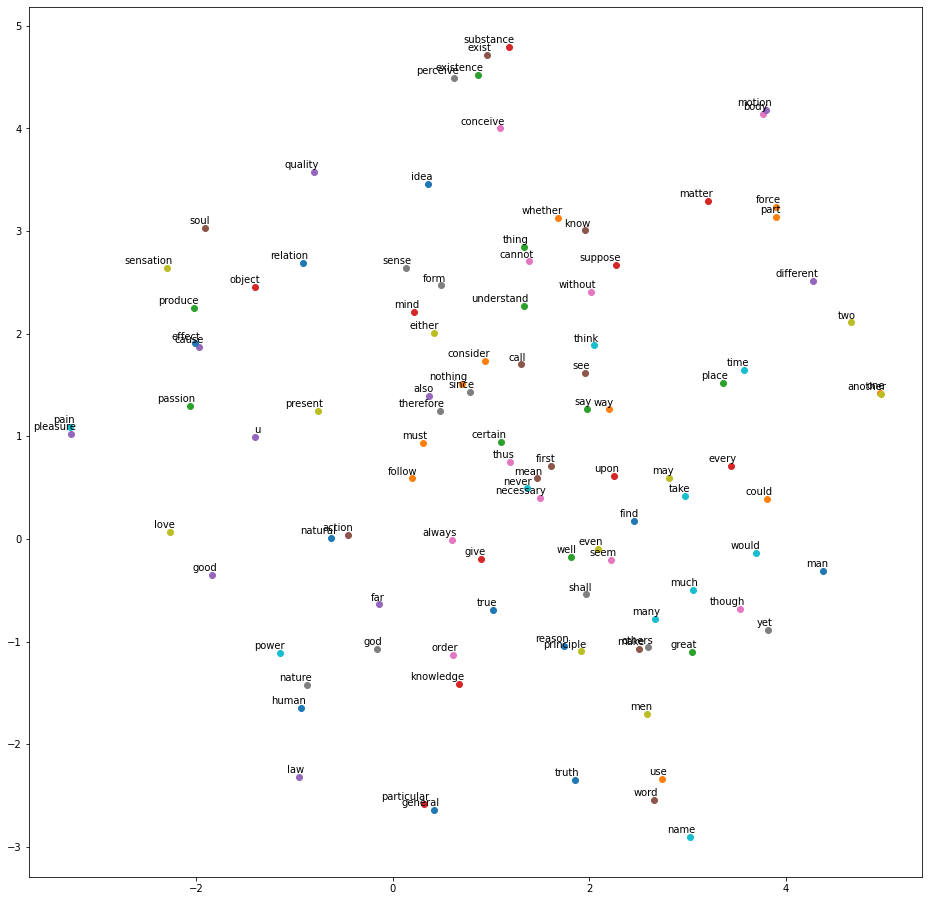 5
substance
exist
existence
perceive
motion
body
4
conceive
quality
idea
matter
force
part
whether
3
soul
know
thing
cannot
suppose
sensation
relation
sense
different
object
form
without
produce
understand
mind
two
2
either
effect
cause
think
consider
call
time
see
nothing
since
place
another
one
also
passion
present
therefore
say
way
1
pain
pleasure
u
must
certain
thus
first
every
follow
mean
upon
may
never
necessary
take
could
find
0
love
natural
action
always
give
well
even
seem
would
man
good
shall
much
far
true
many
though
yet
-1
power
god
order
reason
principle
make
others
great
nature
knowledge
human
men
-2
law
truth
use
particular
general
word
name
-3
-2
0
2
4